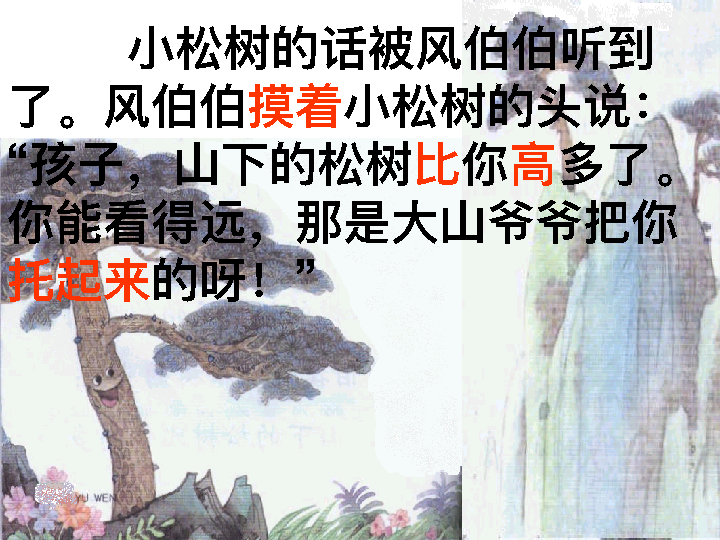 小松树的话被风伯伯听到
了。风伯伯摸着小松树的头说：
“孩子，山下的松树比你高多了。
你能看得远，那是大山爷爷把你
托起来的呀！”
YU WEN